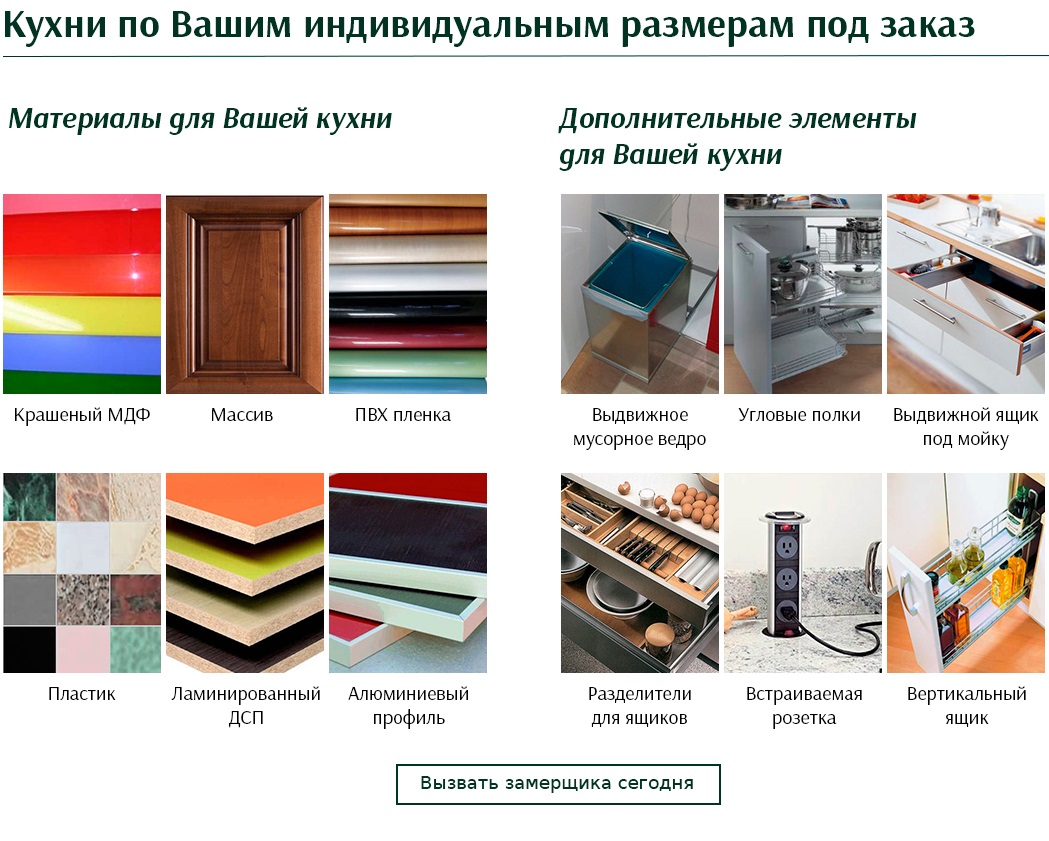 Кухни по Вашим индивидуальным размерам под заказ
Материалы для Вашей кухни
Крашеный МДФ
Массив
ПВХ пленка
Пластик
Ламинированный
ДСП
Алюминиевый
профиль
Дополнительные элементы
для Вашей кухни
Выдвижное
мусорное ведро
Угловые полки
Выдвижной ящик
под мойку
Разделители
для ящиков
Встраиваемая
розетка
Вертикальный
ящик
Вызвать замерщика сегодня